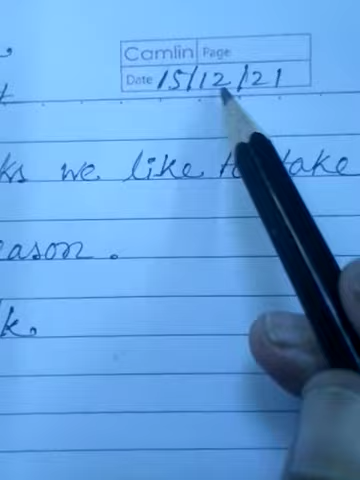 Camlin Page
Date 15/12/21
we like to take
eason.
k.